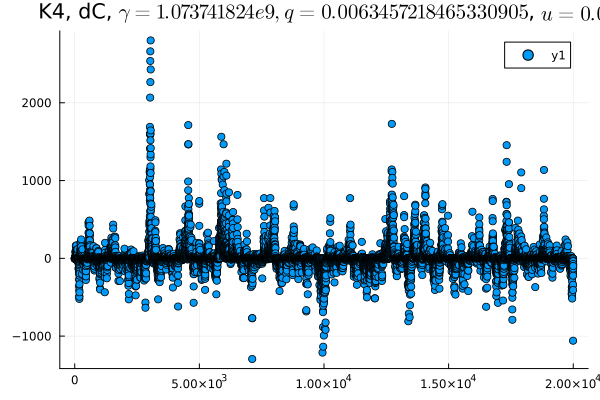 K4, dC, γ = 1.073741824e9, q = 0.0063457218465330905, u = 0.0
y1
2000
1000
0
−1000
0 5.00×10³ 1.00×10⁴ 1.50×10⁴ 2.00×10⁴